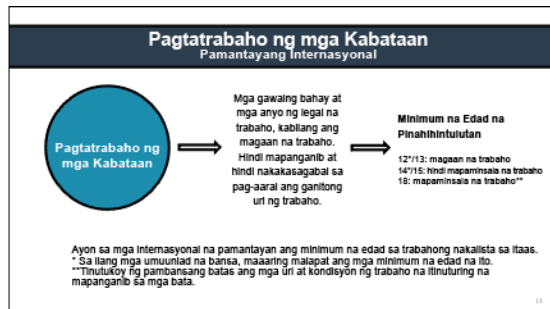 Pagtatrabaho ng mga Kabataan
Pamantayang Internasyonal
Pagtatrabaho ng
mga Kabataan
Mga gawaing bahay at
mga anyo ng legal na
trabaho, kabilang ang
magaan na trabaho.
Hindi mapanganib at
hindi nakakasagabal sa
pag-aaral ang ganitong
uri ng trabaho.
Minimum na Edad na
Pinahihintulutan
12*/13: magaan na trabaho
14*/15: hindi mapaminsala na trabaho
18: mapaminsala na trabaho**
Ayon sa mga internasyonal na pamantayan ang minimum na edad sa trabahong nakalista sa itaas.
* Sa ilang mga umuunlad na bansa, maaaring malapat ang mga minimum na edad na ito.
**Tinutukoy ng pambansang batas ang mga uri at kondisyon ng trabaho na itinuturing na
mapanganib sa mga bata.
13